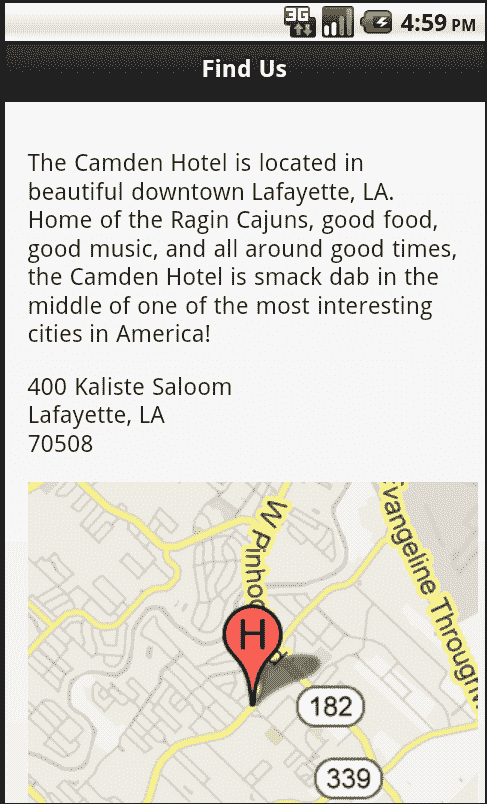 3G 4:59 PM
Find Us
The Camden Hotel is located in
beautiful downtown Lafayette, LA.
Home of the Ragin Cajuns, good food,
good music, and all around good times,
the Camden Hotel is smack dab in the
middle of one of the most interesting
cities in America!
400 Kaliste Saloom
Lafayette, LA
70508
W Pinhoo
vangeline Throughw
H
182
339